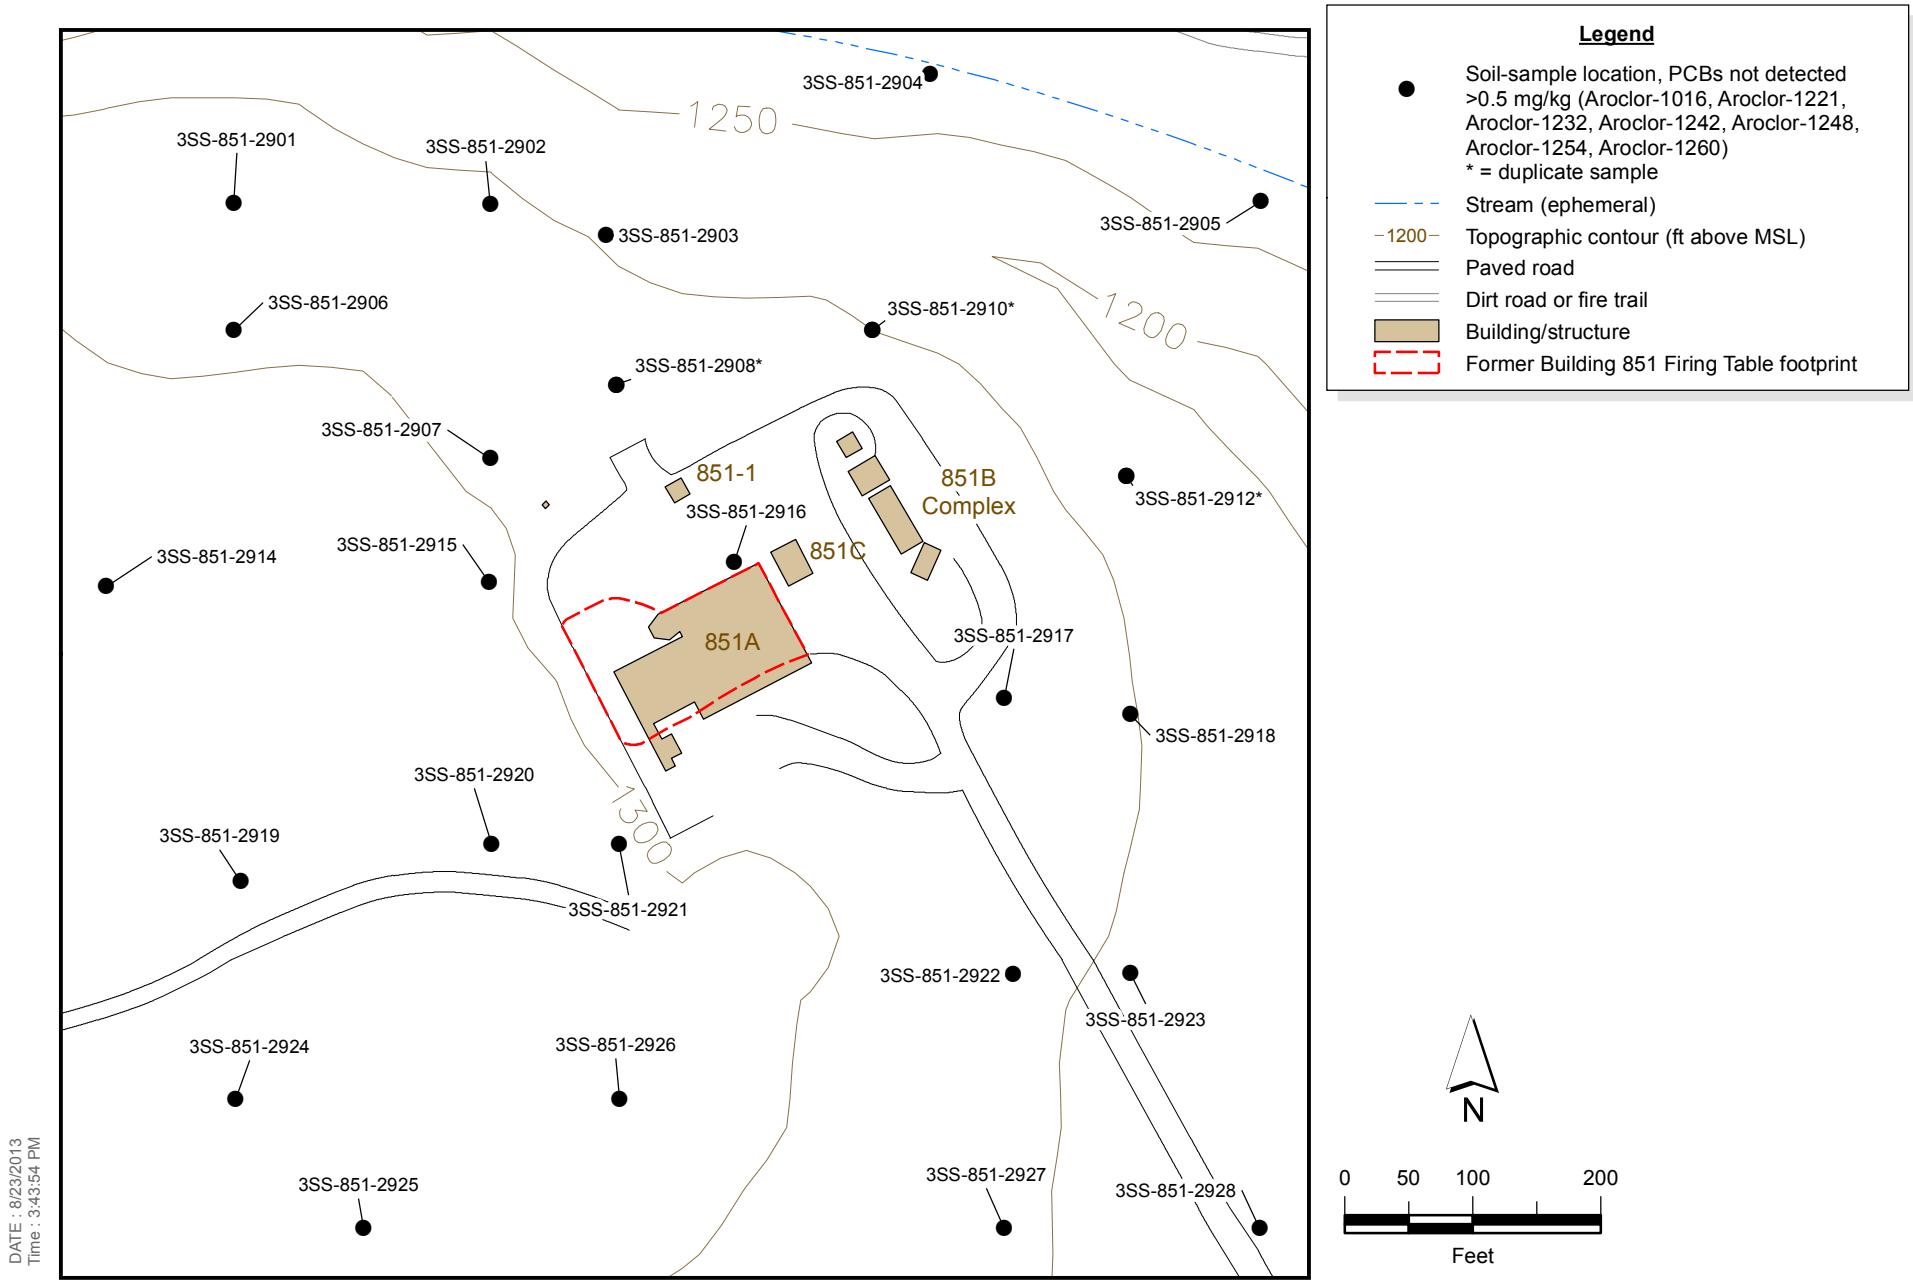 Legend
Soil-sample location, PCBs not detected
>0.5 mg/kg (Aroclor-1016, Aroclor-1221,
Aroclor-1232, Aroclor-1242, Aroclor-1248,
Aroclor-1254, Aroclor-1260)
* = duplicate sample
Stream (ephemeral)
1200
Topographic contour (ft above MSL)
Paved road
Dirt road or fire trail
Building/structure
Former Building 851 Firing Table footprint
3SS-851-2904
1250
3SS-851-2901
3SS-851-2902
3SS-851-2903
3SS-851-2905
3SS-851-2906
3SS-851-2910*
1200
3SS-851-2908*
3SS-851-2907
851-1
851B
Complex
3SS-851-2912*
3SS-851-2916
3SS-851-2914
3SS-851-2915
851C
851A
3SS-851-2917
3SS-851-2918
3SS-851-2920
1300
3SS-851-2919
3SS-851-2921
3SS-851-2922
3SS-851-2923
3SS-851-2924
3SS-851-2926
3SS-851-2925
3SS-851-2927
3SS-851-2928
N
0 50 100 200
Feet
DATE : 8/23/2013
Time : 3:43:54 PM